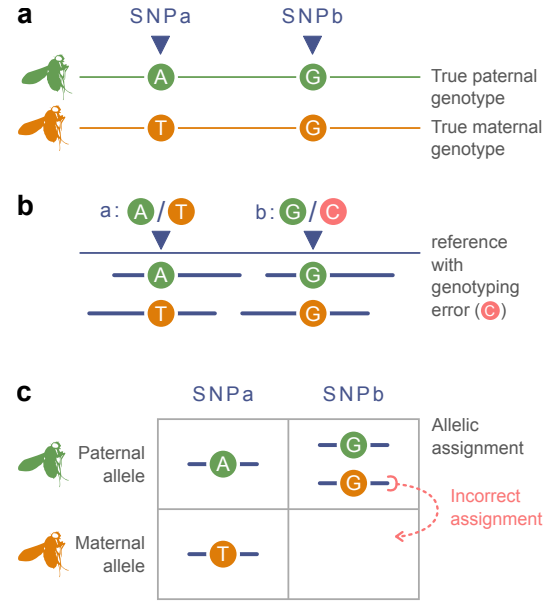 a
SNPa SNPb
A G True paternal
genotype
T G True maternal
genotype
b
a: A/T b: G/C
reference
with
genotyping
error (C)
A G
T G
c
SNPa SNPb
Paternal
allele
A G
G
Allelic
assignment
Incorrect
assignment
Maternal
allele
T